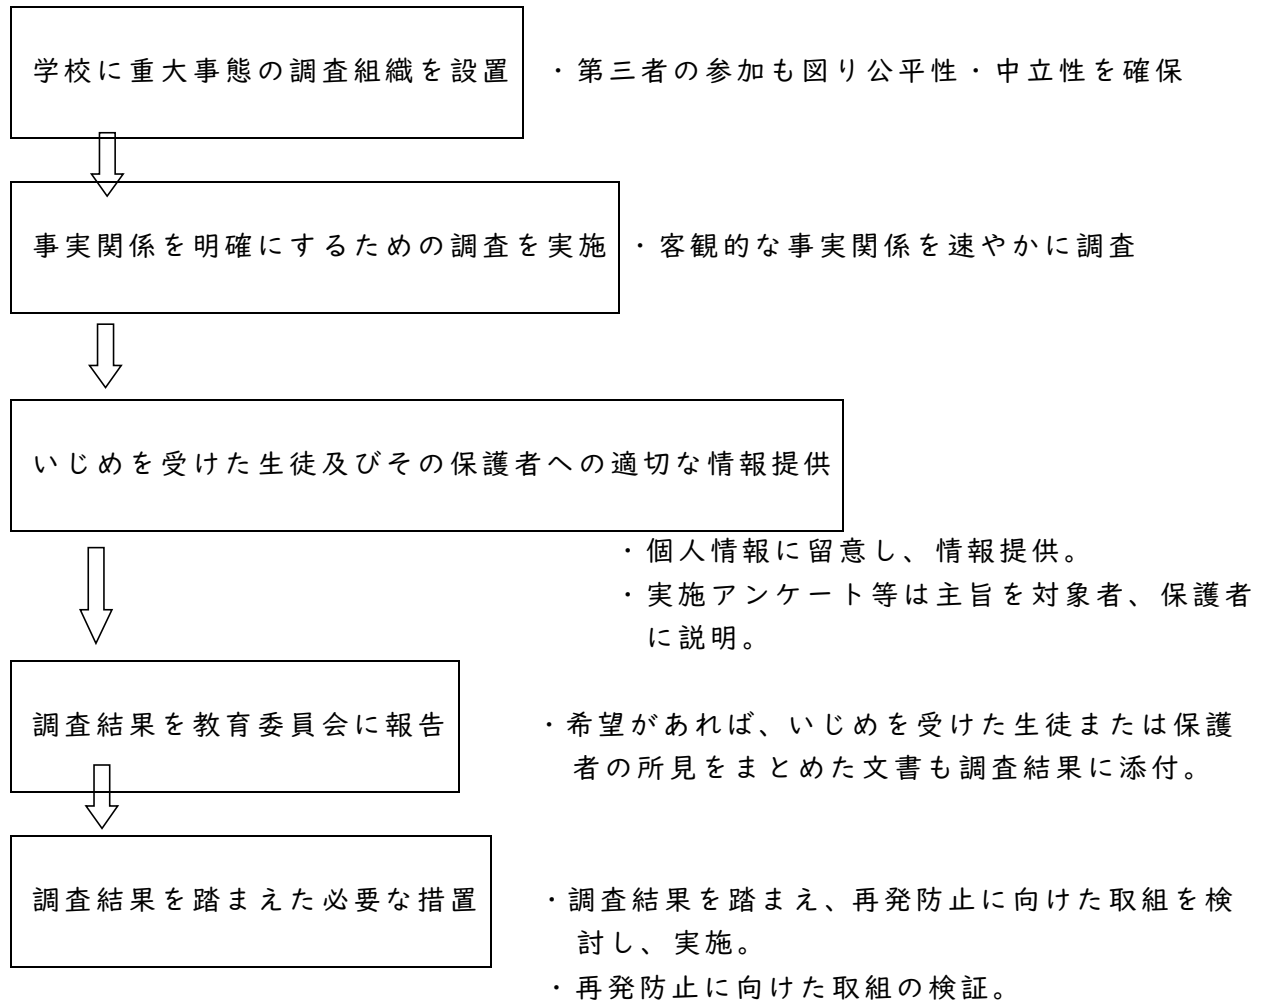 学校に重大事態の調査組織を設置
・第三者の参加も図り公平性・中立性を確保
事実関係を明確にするための調査を実施
・客観的な事実関係を速やかに調査
いじめを受けた生徒及びその保護者への適切な情報提供
・個人情報に留意し、情報提供。
・実施アンケート等は主旨を対象者、保護者
に説明。
調査結果を教育委員会に報告
・希望があれば、いじめを受けた生徒または保護
者の所見をまとめた文書も調査結果に添付。
調査結果を踏まえた必要な措置
・調査結果を踏まえ、再発防止に向けた取組を検
討し、実施。
・再発防止に向けた取組の検証。